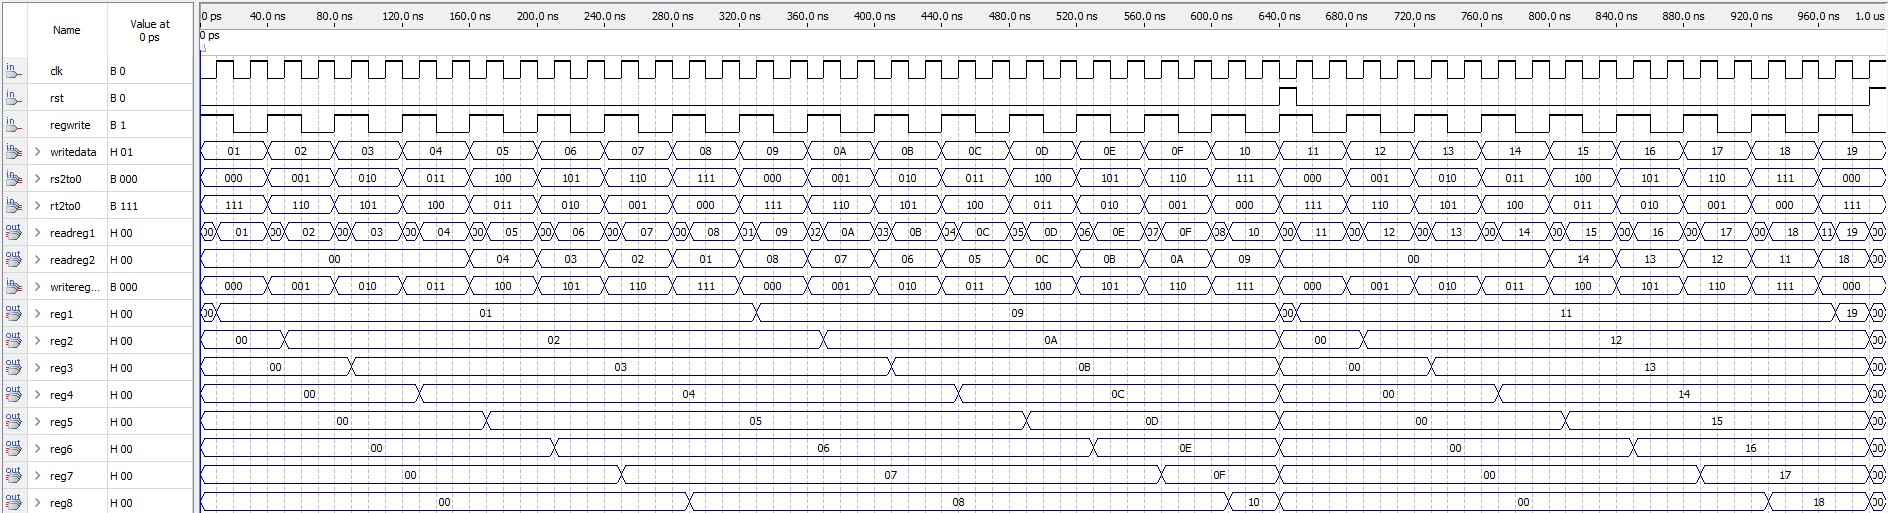 Name Value at 0 ps
0 ps 40.0 ns 80.0 ns 120.0 ns 160.0 ns 200.0 ns 240.0 ns 280.0 ns 320.0 ns 360.0 ns 400.0 ns 440.0 ns 480.0 ns 520.0 ns 560.0 ns 600.0 ns 640.0 ns 680.0 ns 720.0 ns 760.0 ns 800.0 ns 840.0 ns 880.0 ns 920.0 ns 960.0 ns 1.0 us
0 ps
in clk B 0
in rst B 0
in regwrite B 1
in > writedata H 01 01 02 03 04 05 06 07 08 09 0A 0B 0C 0D 0E 0F 10 11 12 13 14 15 16 17 18 19
in > rs2to0 B 000 000 001 010 011 100 101 110 111 000 001 010 011 100 101 110 111 000 001 010 011 100 101 110 111 000
in > rt2to0 B 111 111 110 101 100 011 010 001 000 111 110 101 100 011 010 001 000 111 110 101 100 011 010 001 000 111
out > readreg1 H 00 00 01 00 02 00 03 00 04 00 05 00 06 00 07 00 08 01 09 02 0A 03 0B 04 0C 05 0D 06 0E 07 0F 08 10 00 11 00 12 00 13 00 14 00 15 00 16 00 17 00 18 11 19 00
out > readreg2 H 00 00 04 03 02 01 08 07 06 05 0C 0B 0A 09 00 14 13 12 11 18 00
in > writereg... B 000 000 001 010 011 100 101 110 111 000 001 010 011 100 101 110 111 000 001 010 011 100 101 110 111 000
out > reg1 H 00 00 01 09 00 11 19 00
out > reg2 H 00 00 02 0A 00 12 00
out > reg3 H 00 00 03 0B 00 13 00
out > reg4 H 00 00 04 0C 00 14 00
out > reg5 H 00 00 05 0D 00 15 00
out > reg6 H 00 00 06 0E 00 16 00
out > reg7 H 00 00 07 0F 00 17 00
out > reg8 H 00 00 08 10 00 18 00